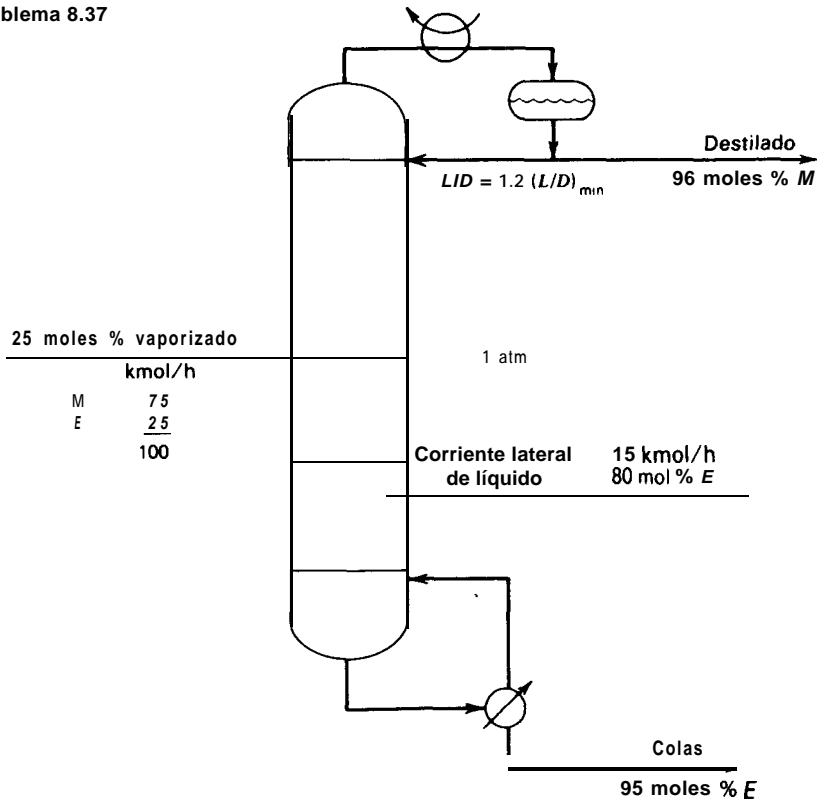 blema 8.37
Destilado
LID = 1.2 (L/D)min
96 moles % M
25 moles % vaporizado
kmol/h
M 75
E 25
100
1 atm
Corriente lateral 15 kmol/h
de líquido 80 mol % E
Colas
95 moles % E